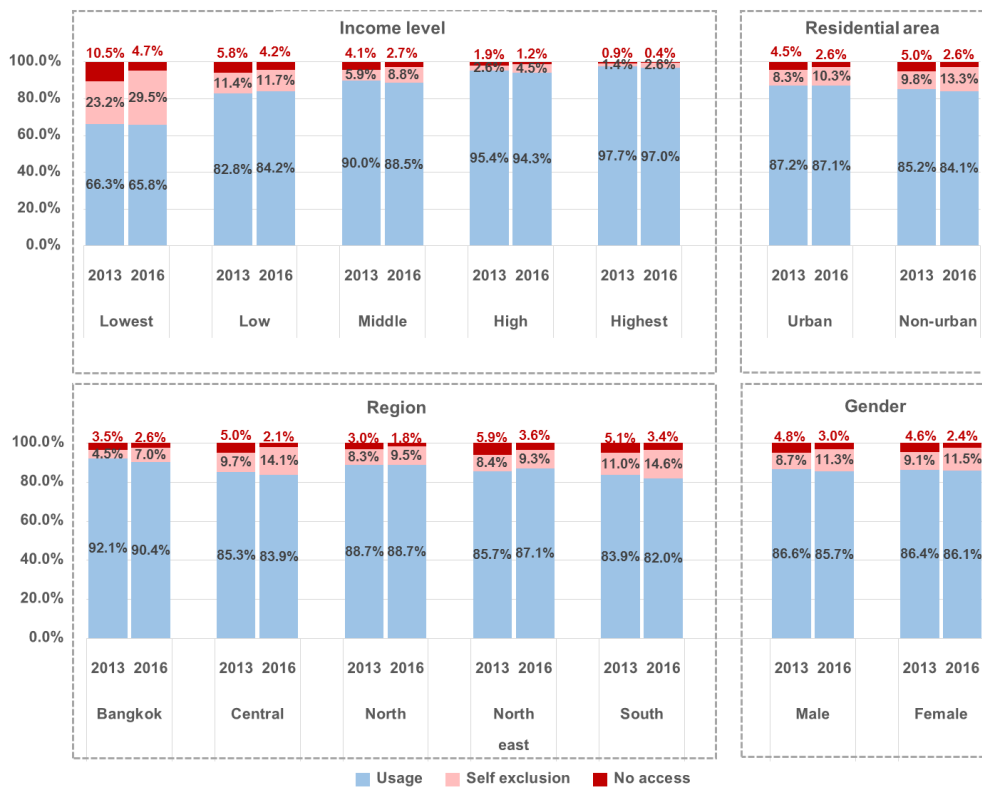 Income level
Residential area
10.5% 4.7% 5.8% 4.2% 4.1% 2.7% 1.9% 1.2% 0.9% 0.4% 4.5% 2.6% 5.0% 2.6%
100.0%
2.6% 4.5% 1.4% 2.6%
5.9% 8.8% 8.3% 10.3% 9.8% 13.3%
11.4% 11.7%
80.0%
23.2% 29.5%
60.0%
90.0% 88.5% 95.4% 94.3% 97.7% 97.0%
82.8% 84.2% 87.2% 87.1% 85.2% 84.1%
40.0%
66.3% 65.8%
20.0%
0.0%
2013 2016 2013 2016 2013 2016 2013 2016 2013 2016 2013 2016 2013 2016
Lowest Low Middle High Highest Urban Non-urban
Region
Gender
3.5% 2.6% 5.0% 2.1% 3.0% 1.8% 5.9% 3.6% 5.1% 3.4% 4.8% 3.0% 4.6% 2.4%
100.0%
4.5% 7.0% 9.7% 14.1% 8.3% 9.5% 8.4% 9.3% 11.0% 14.6% 8.7% 11.3% 9.1% 11.5%
80.0%
60.0%
92.1% 90.4% 85.3% 83.9% 88.7% 88.7% 85.7% 87.1% 83.9% 82.0% 86.6% 85.7% 86.4% 86.1%
40.0%
20.0%
0.0%
2013 2016 2013 2016 2013 2016 2013 2016 2013 2016 2013 2016 2013 2016
Bangkok Central North North South Male Female
east
Usage Self exclusion No access